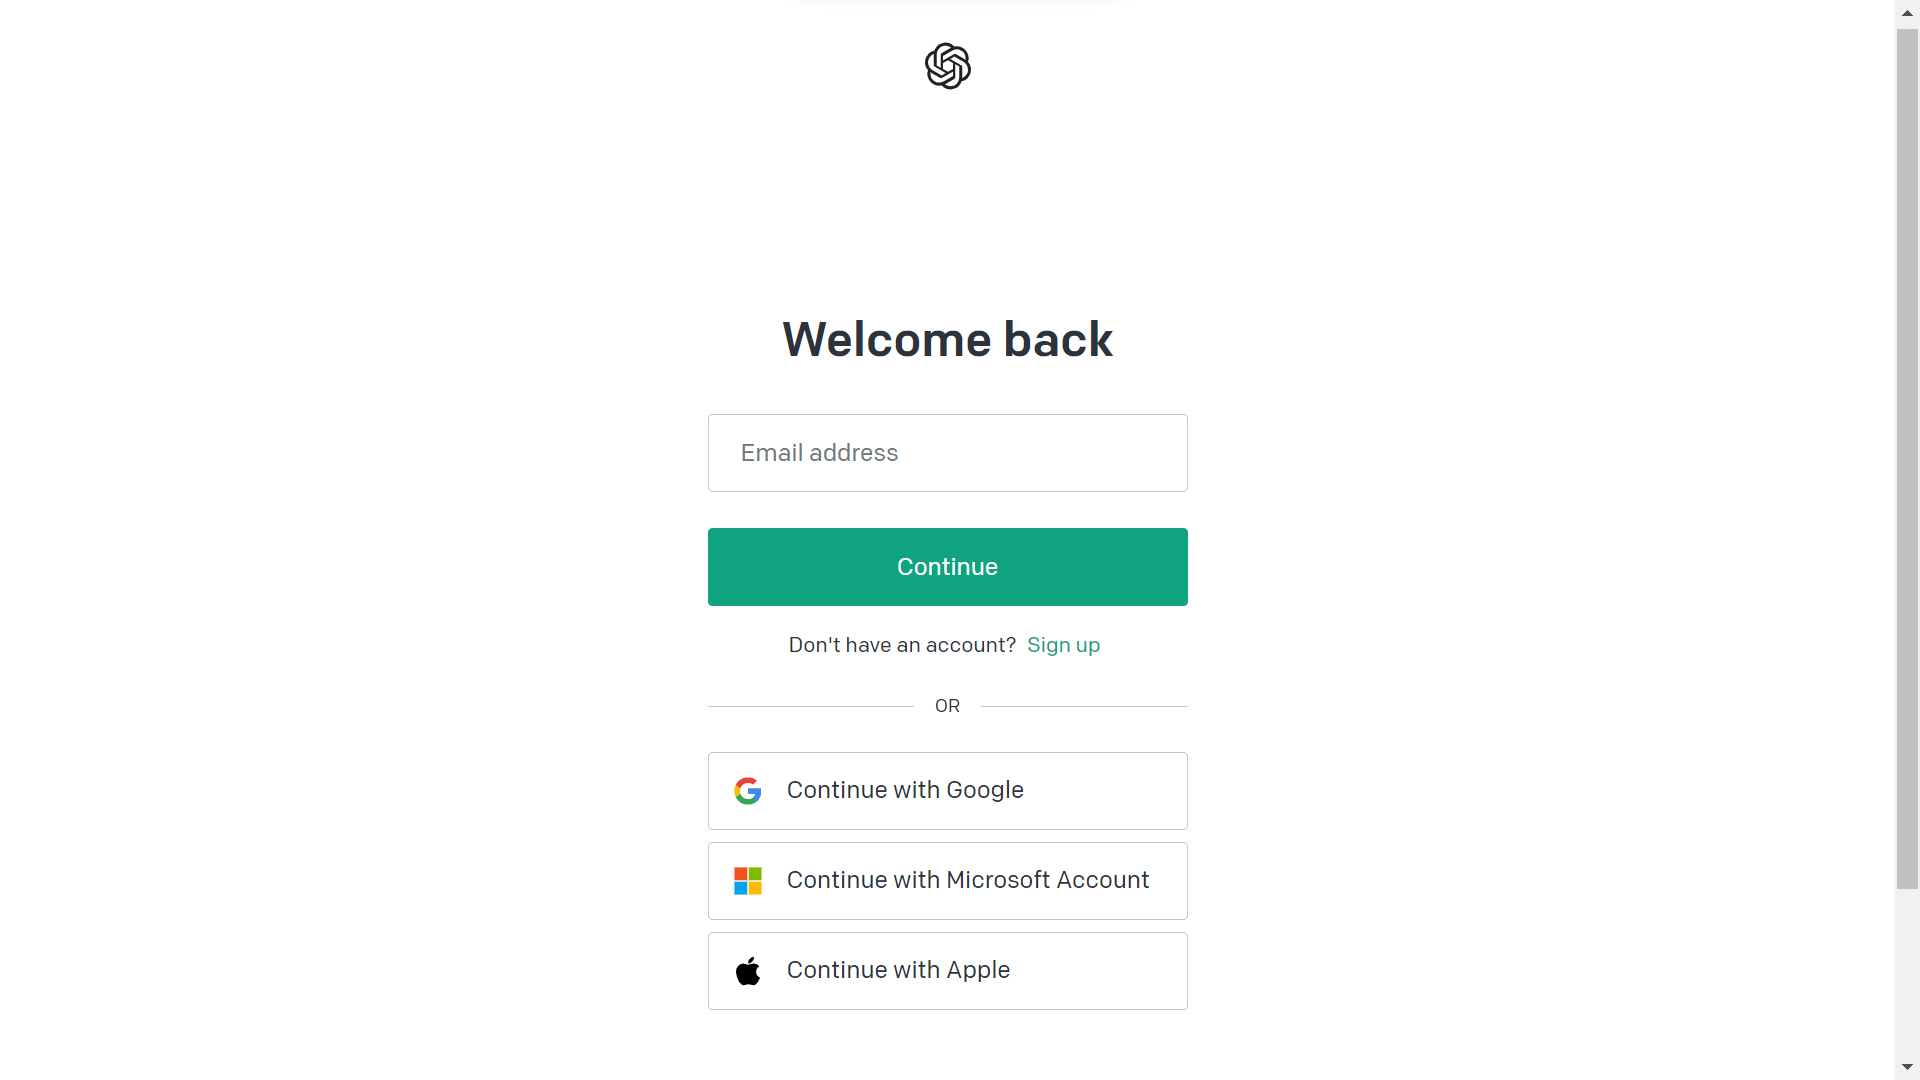 Welcome back
Email address
Continue
Don't have an account? Sign up
OR
Continue with Google
Continue with Microsoft Account
Continue with Apple